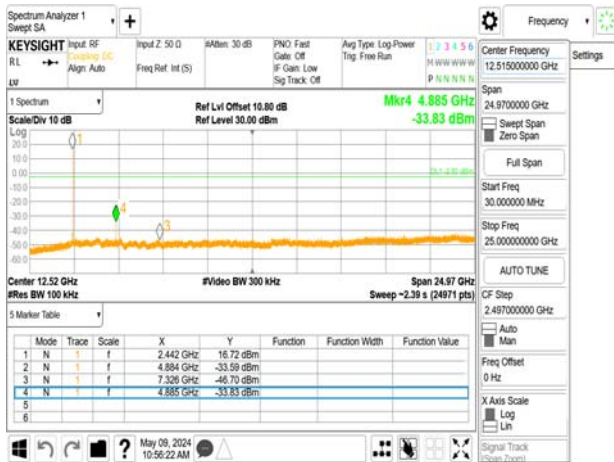 Spectrum Analyzer 1
Swept SA
Frequency
KEYSIGHT Input: RF
Coupling: DC
Align: Auto
RL
LXI
Input Z: 50 Ω
Freq Ref: Int (S)
#Atten: 30 dB
PNO: Fast
Gate: Off
IF Gain: Low
Sig Track: Off
Avg Type: Log-Power
Trig: Free Run
1 2 3 4 5 6
M W W W W W
P N N N N N
Center Frequency
12.515000000 GHz
Settings
1 Spectrum
Scale/Div 10 dB
Ref Lvl Offset 10.80 dB
Ref Level 30.00 dBm
Mkr4 4.885 GHz
-33.83 dBm
Log
20.0
10.0
0.00
-10.0
-20.0
-30.0
-40.0
-50.0
-60.0
1
4
3
Center 12.52 GHz
#Res BW 100 kHz
#Video BW 300 kHz
Span 24.97 GHz
Sweep ~2.39 s (24971 pts)
5 Marker Table
Mode Trace Scale X Y Function Function Width Function Value
1 N 1 f 2.442 GHz 16.72 dBm
2 N 1 f 4.884 GHz -33.59 dBm
3 N 1 f 7.326 GHz -46.70 dBm
4 N 1 f 4.885 GHz -33.83 dBm
5
6
Span
24.9700000 GHz
Swept Span
Zero Span
Full Span
Start Freq
30.000000 MHz
Stop Freq
25.000000000 GHz
AUTO TUNE
CF Step
2.497000000 GHz
Auto
Man
Freq Offset
0 Hz
X Axis Scale
Log
Lin
Signal Track
(Span Zoom)
May 09, 2024
10:56:22 AM